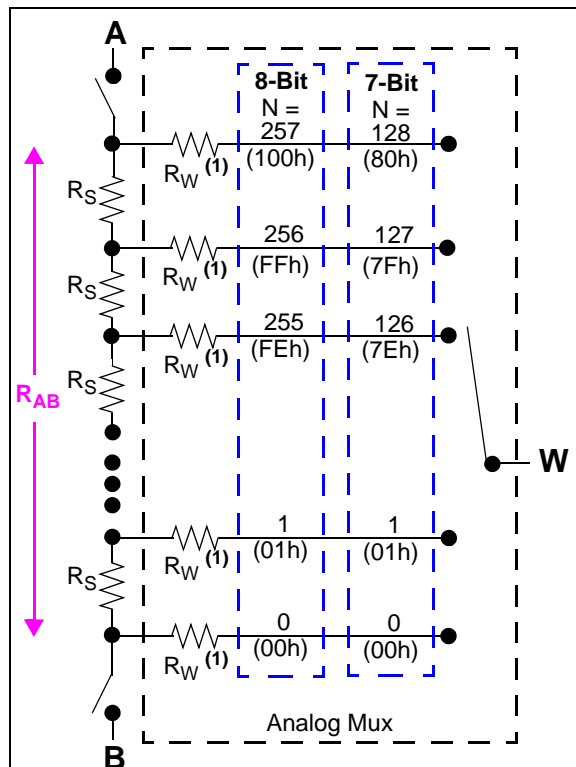 A
8-Bit
N =
7-Bit
N =
257
(100h)
128
(80h)
RW (1)
RS
256
(FFh)
127
(7Fh)
RW (1)
RS
255
(FEh)
126
(7Eh)
RW (1)
RS
RAB
W
1
(01h)
1
(01h)
RW (1)
RS
0
(00h)
0
(00h)
RW (1)
Analog Mux
B